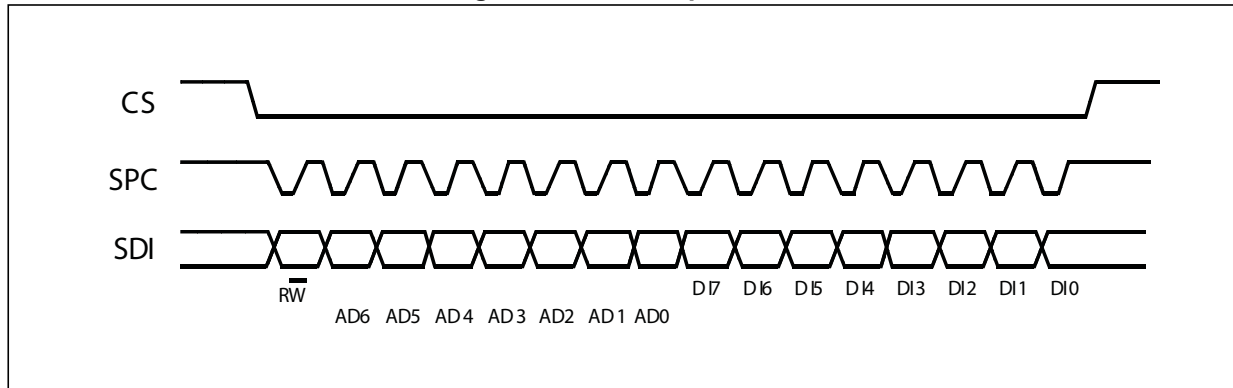 CS
SPC
SDI
RW
DI7 DI6 DI5 DI4 DI3 DI2 DI1 DI0
AD6 AD5 AD4 AD3 AD2 AD1 AD0